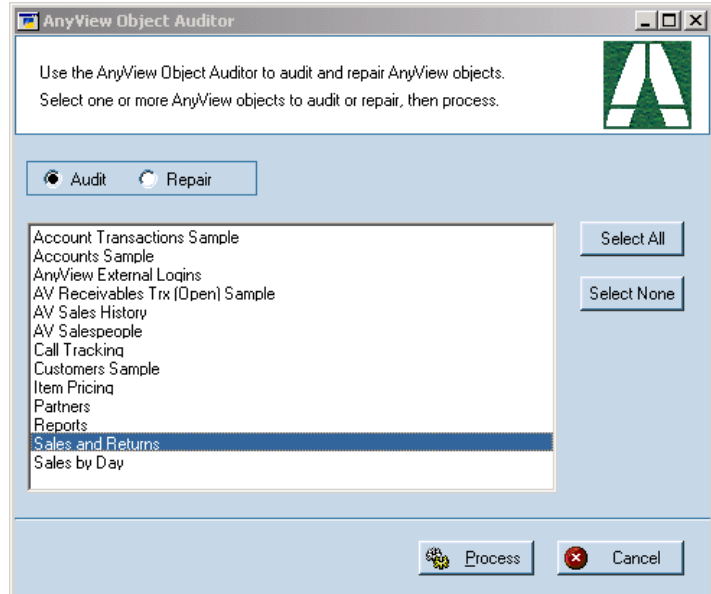 AnyView Object Auditor
Use the AnyView Object Auditor to audit and repair AnyView objects.
Select one or more AnyView objects to audit or repair, then process.
Audit
Repair
Account Transactions Sample
Accounts Sample
AnyView External Logins
AV Receivables Trx (Open) Sample
AV Sales History
AV Salespeople
Call Tracking
Customers Sample
Item Pricing
Partners
Reports
Sales and Returns
Sales by Day
Select All
Select None
Process
Cancel